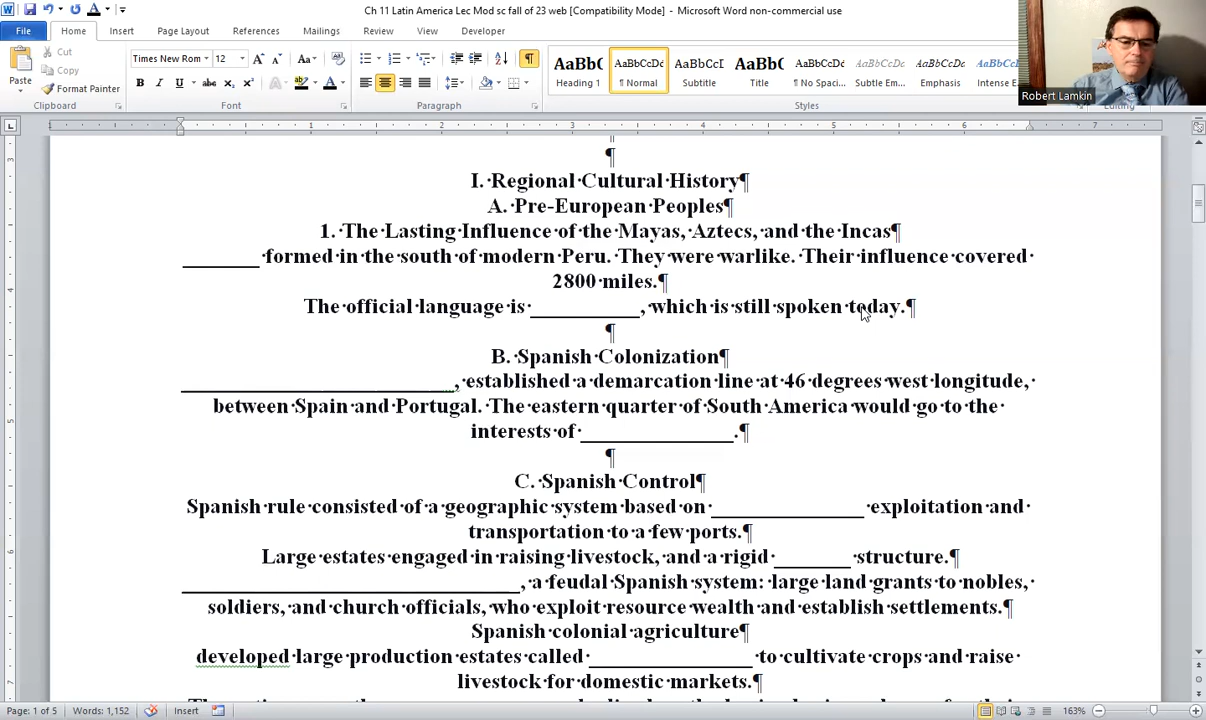 Ch 11 Latin America Lec Mod sc fall of 23 web [Compatibility Mode] - Microsoft Word non-commercial use
File Home Insert Page Layout References Mailings Review View Developer
Paste Cut Copy Format Painter
Times New Rom 12
AaBbC AaBbCcDc AaBbCcI AaBbC AaBbCcDc AaBbCcDc AaBbCcDc AaBbCcD
Heading 1 ¶ Normal Subtitle Title ¶ No Spaci... Subtle Em... Emphasis Intense E
Clipboard Font Paragraph Styles Editing
Robert Lamkin
¶
I. Regional Cultural History¶
A. Pre-European Peoples¶
1. The Lasting Influence of the Mayas, Aztecs, and the Incas¶
_______ formed in the south of modern Peru. They were warlike. Their influence covered
2800 miles.¶
The official language is __________, which is still spoken today.¶
¶
B. Spanish Colonization¶
_________________________, established a demarcation line at 46 degrees west longitude,
between Spain and Portugal. The eastern quarter of South America would go to the
interests of ______________.¶
¶
C. Spanish Control¶
Spanish rule consisted of a geographic system based on ______________ exploitation and
transportation to a few ports.¶
Large estates engaged in raising livestock, and a rigid _______ structure.¶
_______________________________, a feudal Spanish system: large land grants to nobles,
soldiers, and church officials, who exploit resource wealth and establish settlements.¶
Spanish colonial agriculture¶
developed large production estates called _______________ to cultivate crops and raise
livestock for domestic markets.¶
Page: 1 of 5 Words: 1,152 Insert 163%